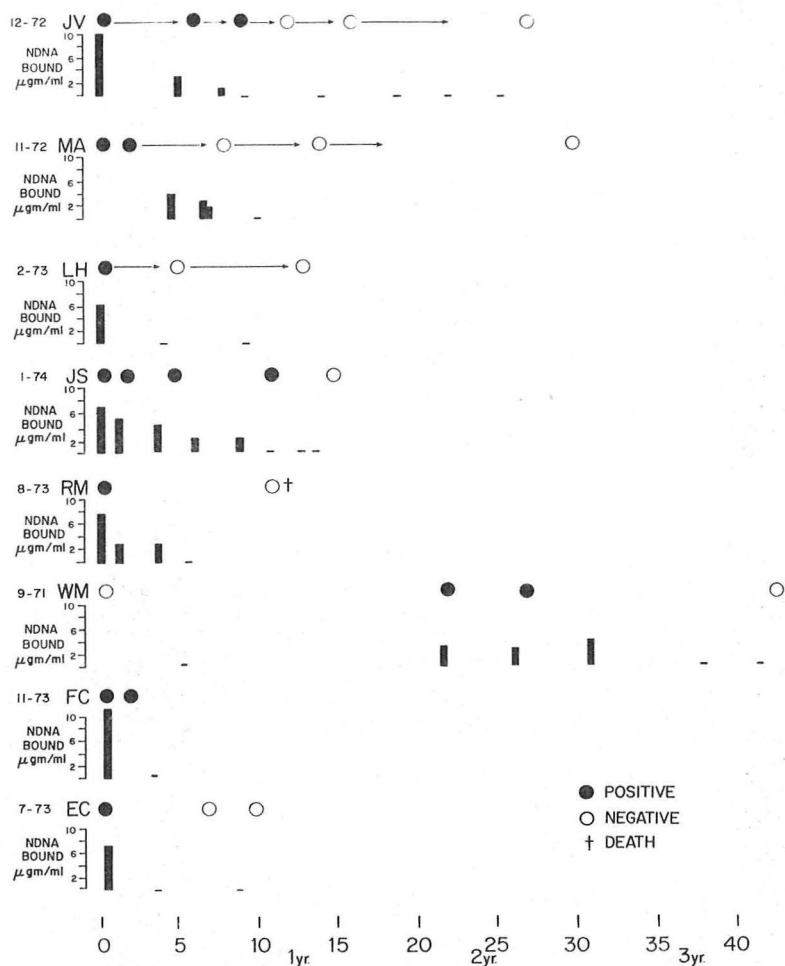 12-72 JV
NDNA BOUND μgm/ml
10
6
2
11-72 MA
NDNA BOUND μgm/ml
10
6
2
2-73 LH
NDNA BOUND μgm/ml
10
6
2
1-74 JS
NDNA BOUND μgm/ml
10
6
2
8-73 RM
†
NDNA BOUND μgm/ml
10
6
2
9-71 WM
NDNA BOUND μgm/ml
10
6
2
11-73 FC
NDNA BOUND μgm/ml
10
6
2
7-73 EC
NDNA BOUND μgm/ml
10
6
2
● POSITIVE
○ NEGATIVE
† DEATH
0 5 10 1yr. 15 20 2yr. 25 30 35 3yr. 40